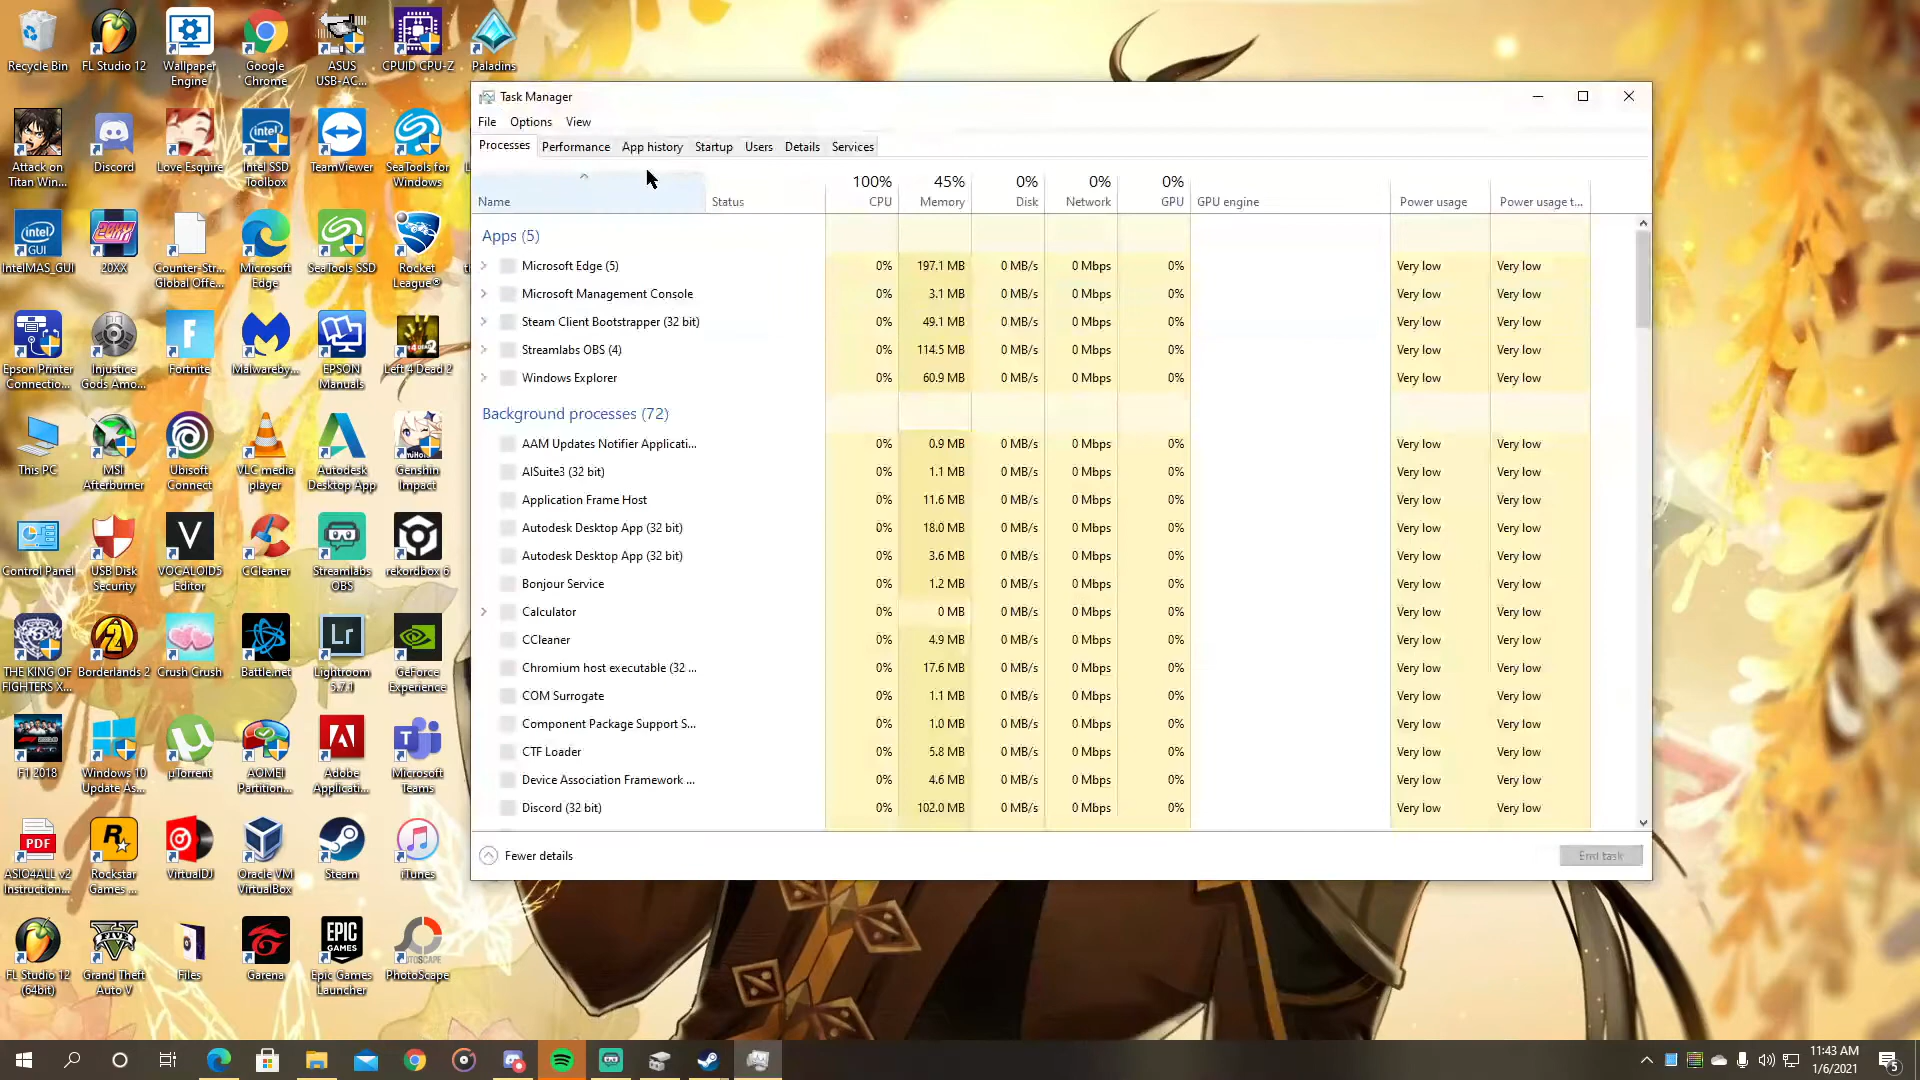 Recycle Bin
FL Studio 12
Wallpaper
Engine
Google
Chrome
ASUS
USB-AC...
CPUID CPU-Z
Paladins
Attack on
Titan Win...
Discord
Love Esquire
Intel SSD
Toolbox
TeamViewer
SeaTools for
Windows
IntelMAS_GUI
20XX
Counter-Str...
Global Offe...
Microsoft
Edge
SeaTools SSD
Rocket
League®
Epson Printer
Connectio...
Injustice
Gods Amo...
Fortnite
Malwareby...
EPSON
Manuals
Left 4 Dead 2
This PC
MSI
Afterburner
Ubisoft
Connect
VLC media
player
Autodesk
Desktop App
Genshin
Impact
Control Panel
USB Disk
Security
VOCALOID5
Editor
CCleaner
Streamlabs
OBS
rekordbox 6
THE KING OF
FIGHTERS X...
Borderlands 2
Crush Crush
Battle.net
Lightroom
5.7.1
GeForce
Experience
F1 2018
Windows 10
Update As...
µTorrent
AOMEI
Partition...
Adobe
Applicati...
Microsoft
Teams
ASIO4ALL v2
Instruction...
Rockstar
Games ...
VirtualDJ
Oracle VM
VirtualBox
Steam
iTunes
FL Studio 12
(64bit)
Grand Theft
Auto V
Files
Garena
Epic Games
Launcher
PhotoScape
Task Manager
File Options View
Processes Performance App history Startup Users Details Services
100% 45% 0% 0% 0%
Name Status CPU Memory Disk Network GPU GPU engine Power usage Power usage t...
Apps (5)
Microsoft Edge (5) 0% 197.1 MB 0 MB/s 0 Mbps 0% Very low Very low
Microsoft Management Console 0% 3.1 MB 0 MB/s 0 Mbps 0% Very low Very low
Steam Client Bootstrapper (32 bit) 0% 49.1 MB 0 MB/s 0 Mbps 0% Very low Very low
Streamlabs OBS (4) 0% 114.5 MB 0 MB/s 0 Mbps 0% Very low Very low
Windows Explorer 0% 60.9 MB 0 MB/s 0 Mbps 0% Very low Very low
Background processes (72)
AAM Updates Notifier Applicati... 0% 0.9 MB 0 MB/s 0 Mbps 0% Very low Very low
AISuite3 (32 bit) 0% 1.1 MB 0 MB/s 0 Mbps 0% Very low Very low
Application Frame Host 0% 11.6 MB 0 MB/s 0 Mbps 0% Very low Very low
Autodesk Desktop App (32 bit) 0% 18.0 MB 0 MB/s 0 Mbps 0% Very low Very low
Autodesk Desktop App (32 bit) 0% 3.6 MB 0 MB/s 0 Mbps 0% Very low Very low
Bonjour Service 0% 1.2 MB 0 MB/s 0 Mbps 0% Very low Very low
Calculator 0% 0 MB 0 MB/s 0 Mbps 0% Very low Very low
CCleaner 0% 4.9 MB 0 MB/s 0 Mbps 0% Very low Very low
Chromium host executable (32 ... 0% 17.6 MB 0 MB/s 0 Mbps 0% Very low Very low
COM Surrogate 0% 1.1 MB 0 MB/s 0 Mbps 0% Very low Very low
Component Package Support S... 0% 1.0 MB 0 MB/s 0 Mbps 0% Very low Very low
CTF Loader 0% 5.8 MB 0 MB/s 0 Mbps 0% Very low Very low
Device Association Framework ... 0% 4.6 MB 0 MB/s 0 Mbps 0% Very low Very low
Discord (32 bit) 0% 102.0 MB 0 MB/s 0 Mbps 0% Very low Very low
Fewer details
End task
11:43 AM
1/6/2021
5